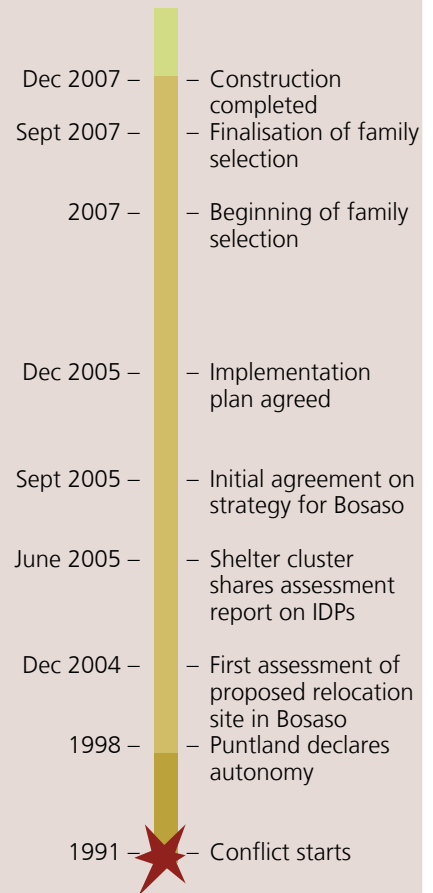 Dec 2007 – – Construction
completed
Sept 2007 – – Finalisation of family
selection
2007 – – Beginning of family
selection
Dec 2005 – – Implementation
plan agreed
Sept 2005 – – Initial agreement on
strategy for Bosaso
June 2005 – – Shelter cluster
shares assessment
report on IDPs
Dec 2004 – – First assessment of
proposed relocation
site in Bosaso
1998 – – Puntland declares
autonomy
1991 – – Conflict starts